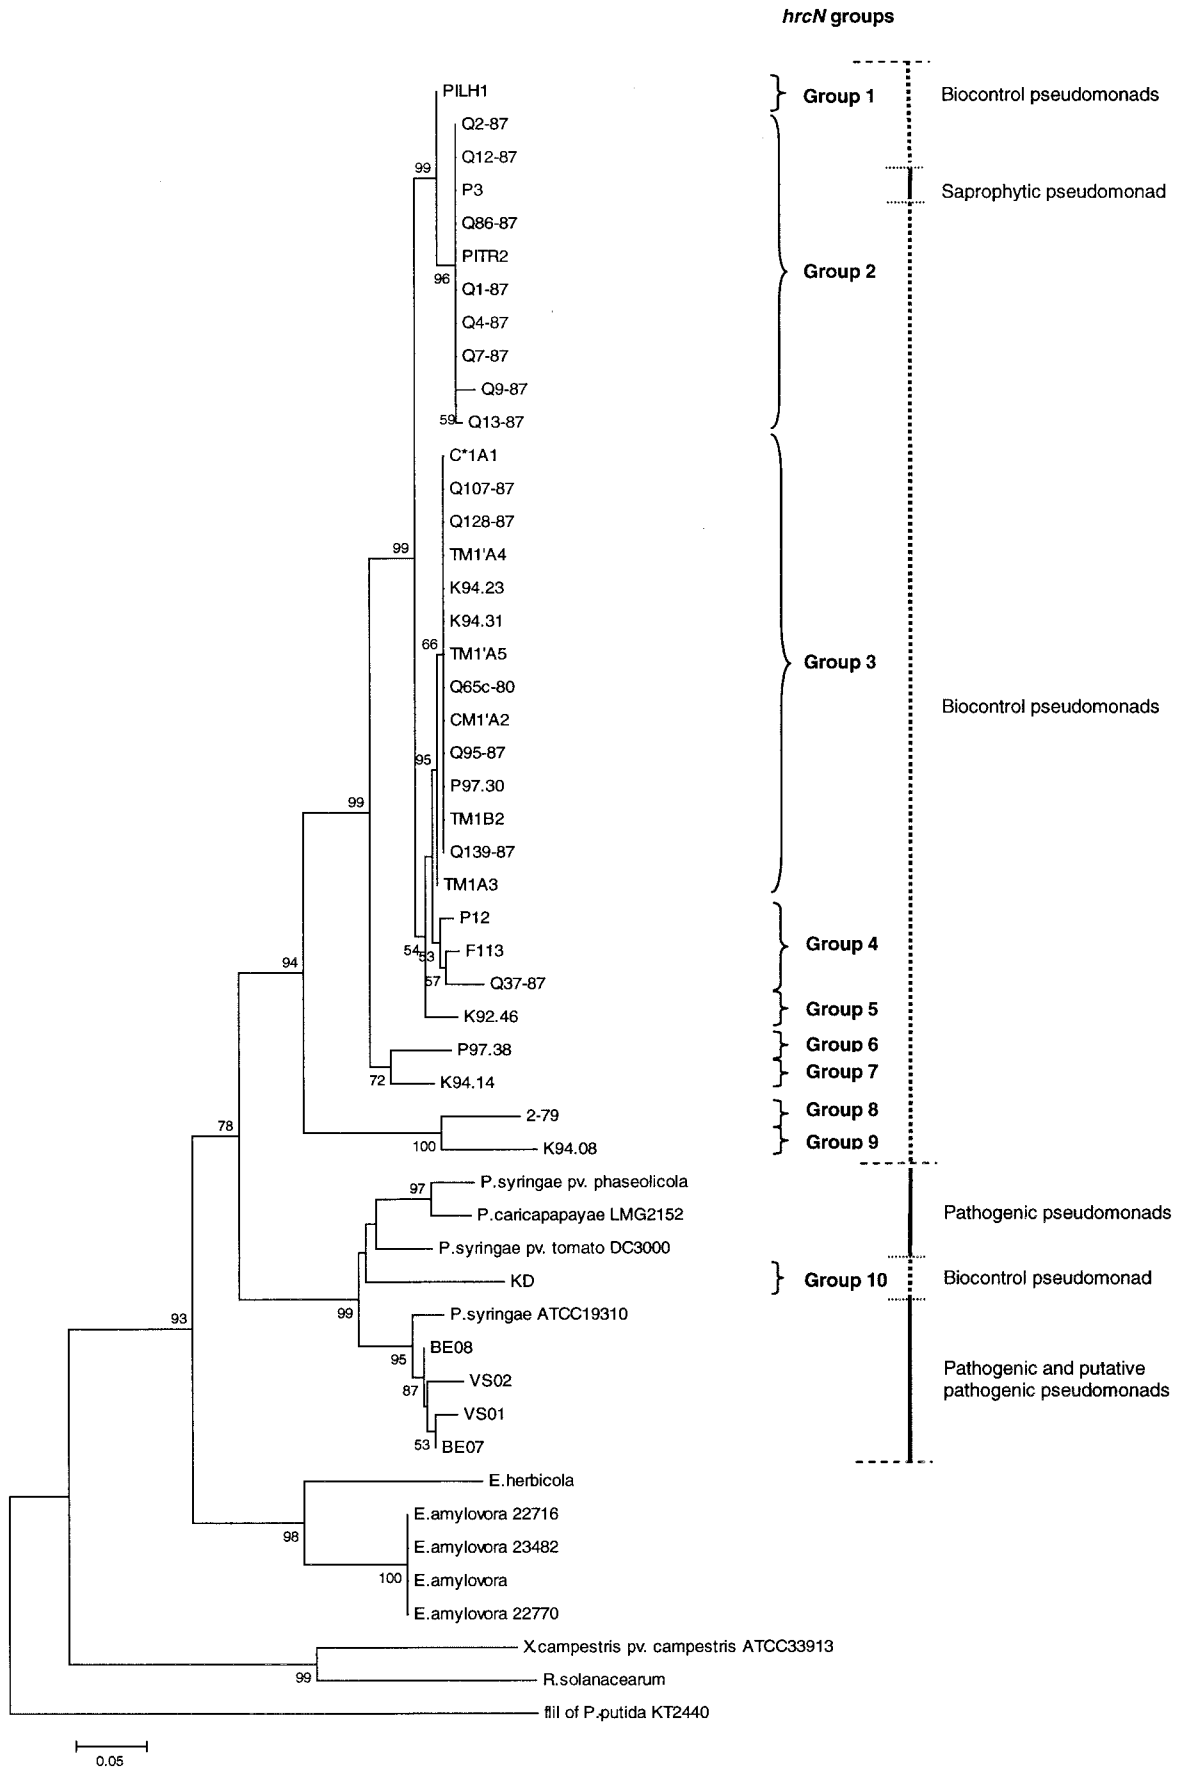 hrcN groups
PILH1
Group 1
Biocontrol pseudomonads
Q2-87
Q12-87
99
P3
Saprophytic pseudomonad
Q86-87
PITR2
Group 2
96
Q1-87
Q4-87
Q7-87
Q9-87
59
Q13-87
C*1A1
Q107-87
Q128-87
99
TM1'A4
K94.23
K94.31
66
TM1'A5
Group 3
Q65c-80
Biocontrol pseudomonads
CM1'A2
Q95-87
95
P97.30
99
TM1B2
Q139-87
TM1A3
P12
Group 4
54
53
F113
94
57
Q37-87
Group 5
K92.46
P97.38
Group 6
72
K94.14
Group 7
2-79
Group 8
78
100
K94.08
Group 9
97
P.syringae pv. phaseolicola
P.caricapapayae LMG2152
Pathogenic pseudomonads
P.syringae pv. tomato DC3000
KD
Group 10
Biocontrol pseudomonad
99
93
P.syringae ATCC19310
BE08
95
Pathogenic and putative
pathogenic pseudomonads
87
VS02
VS01
53
BE07
E.herbicola
E.amylovora 22716
98
E.amylovora 23482
100
E.amylovora
E.amylovora 22770
X.campestris pv. campestris ATCC33913
99
R.solanacearum
fliI of P.putida KT2440
0.05